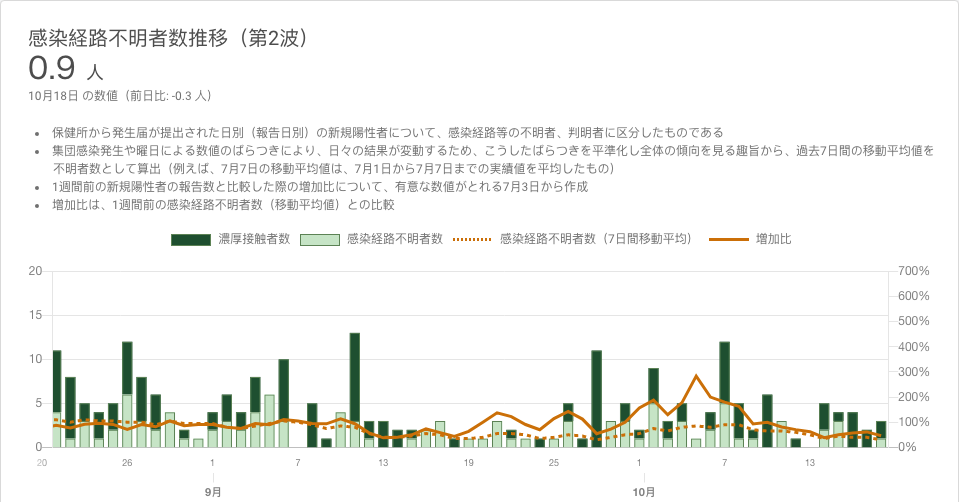 感染経路不明者数推移（第2波）
0.9 人
10月18日 の数値（前日比: -0.3 人）
• 保健所から発生届が提出された日別（報告日別）の新規陽性者について、感染経路等の不明者、判明者に区分したものである
• 集団感染発生や曜日による数値のばらつきにより、日々の結果が変動するため、こうしたばらつきを平準化し全体の傾向を見る趣旨から、過去7日間の移動平均値を
不明者数として算出（例えば、7月7日の移動平均値は、7月1日から7月7日までの実績値を平均したもの）
• 1週間前の新規陽性者の報告数と比較した際の増加比について、有意な数値がとれる7月3日から作成
• 増加比は、1週間前の感染経路不明者数（移動平均値）との比較
濃厚接触者数 感染経路不明者数 感染経路不明者数（7日間移動平均） 増加比
20 700%
600%
15
500%
400%
10
300%
5 200%
100%
0 0%
20 26 1 7 13 19 25 1 7 13
9月 10月